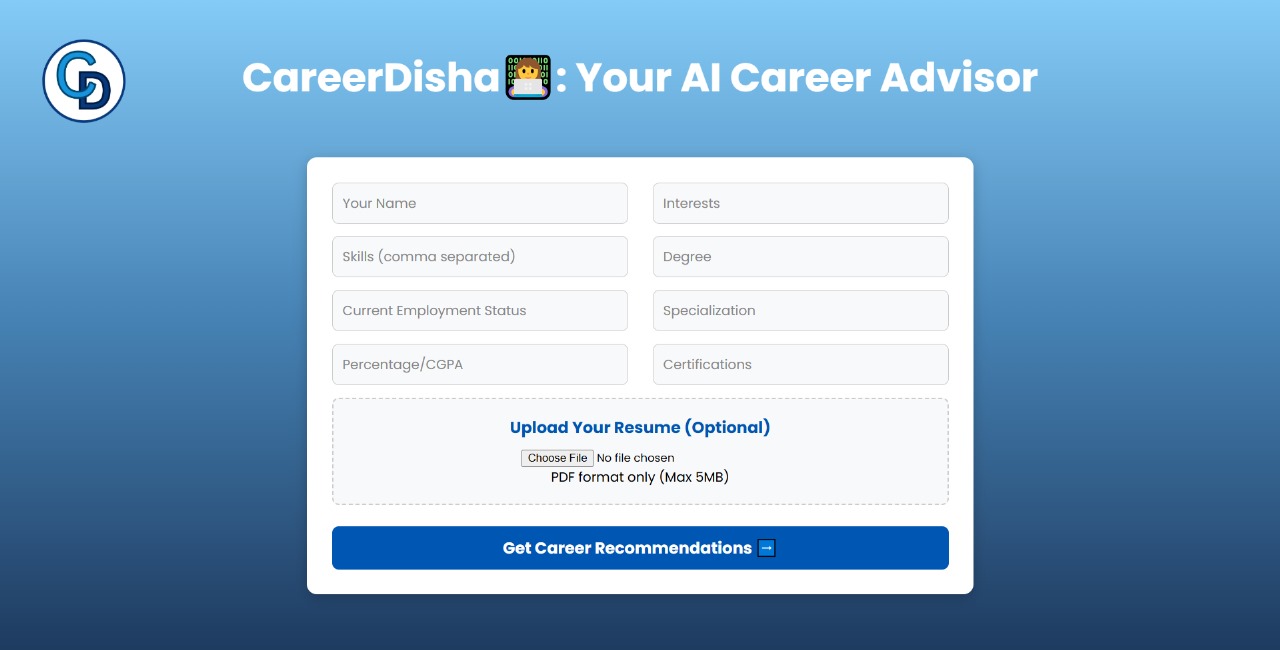 CD
CareerDisha👨‍💻: Your AI Career Advisor
Your Name
Interests
Skills (comma separated)
Degree
Current Employment Status
Specialization
Percentage/CGPA
Certifications
Upload Your Resume (Optional)
Choose File No file chosen
PDF format only (Max 5MB)
Get Career Recommendations ➡